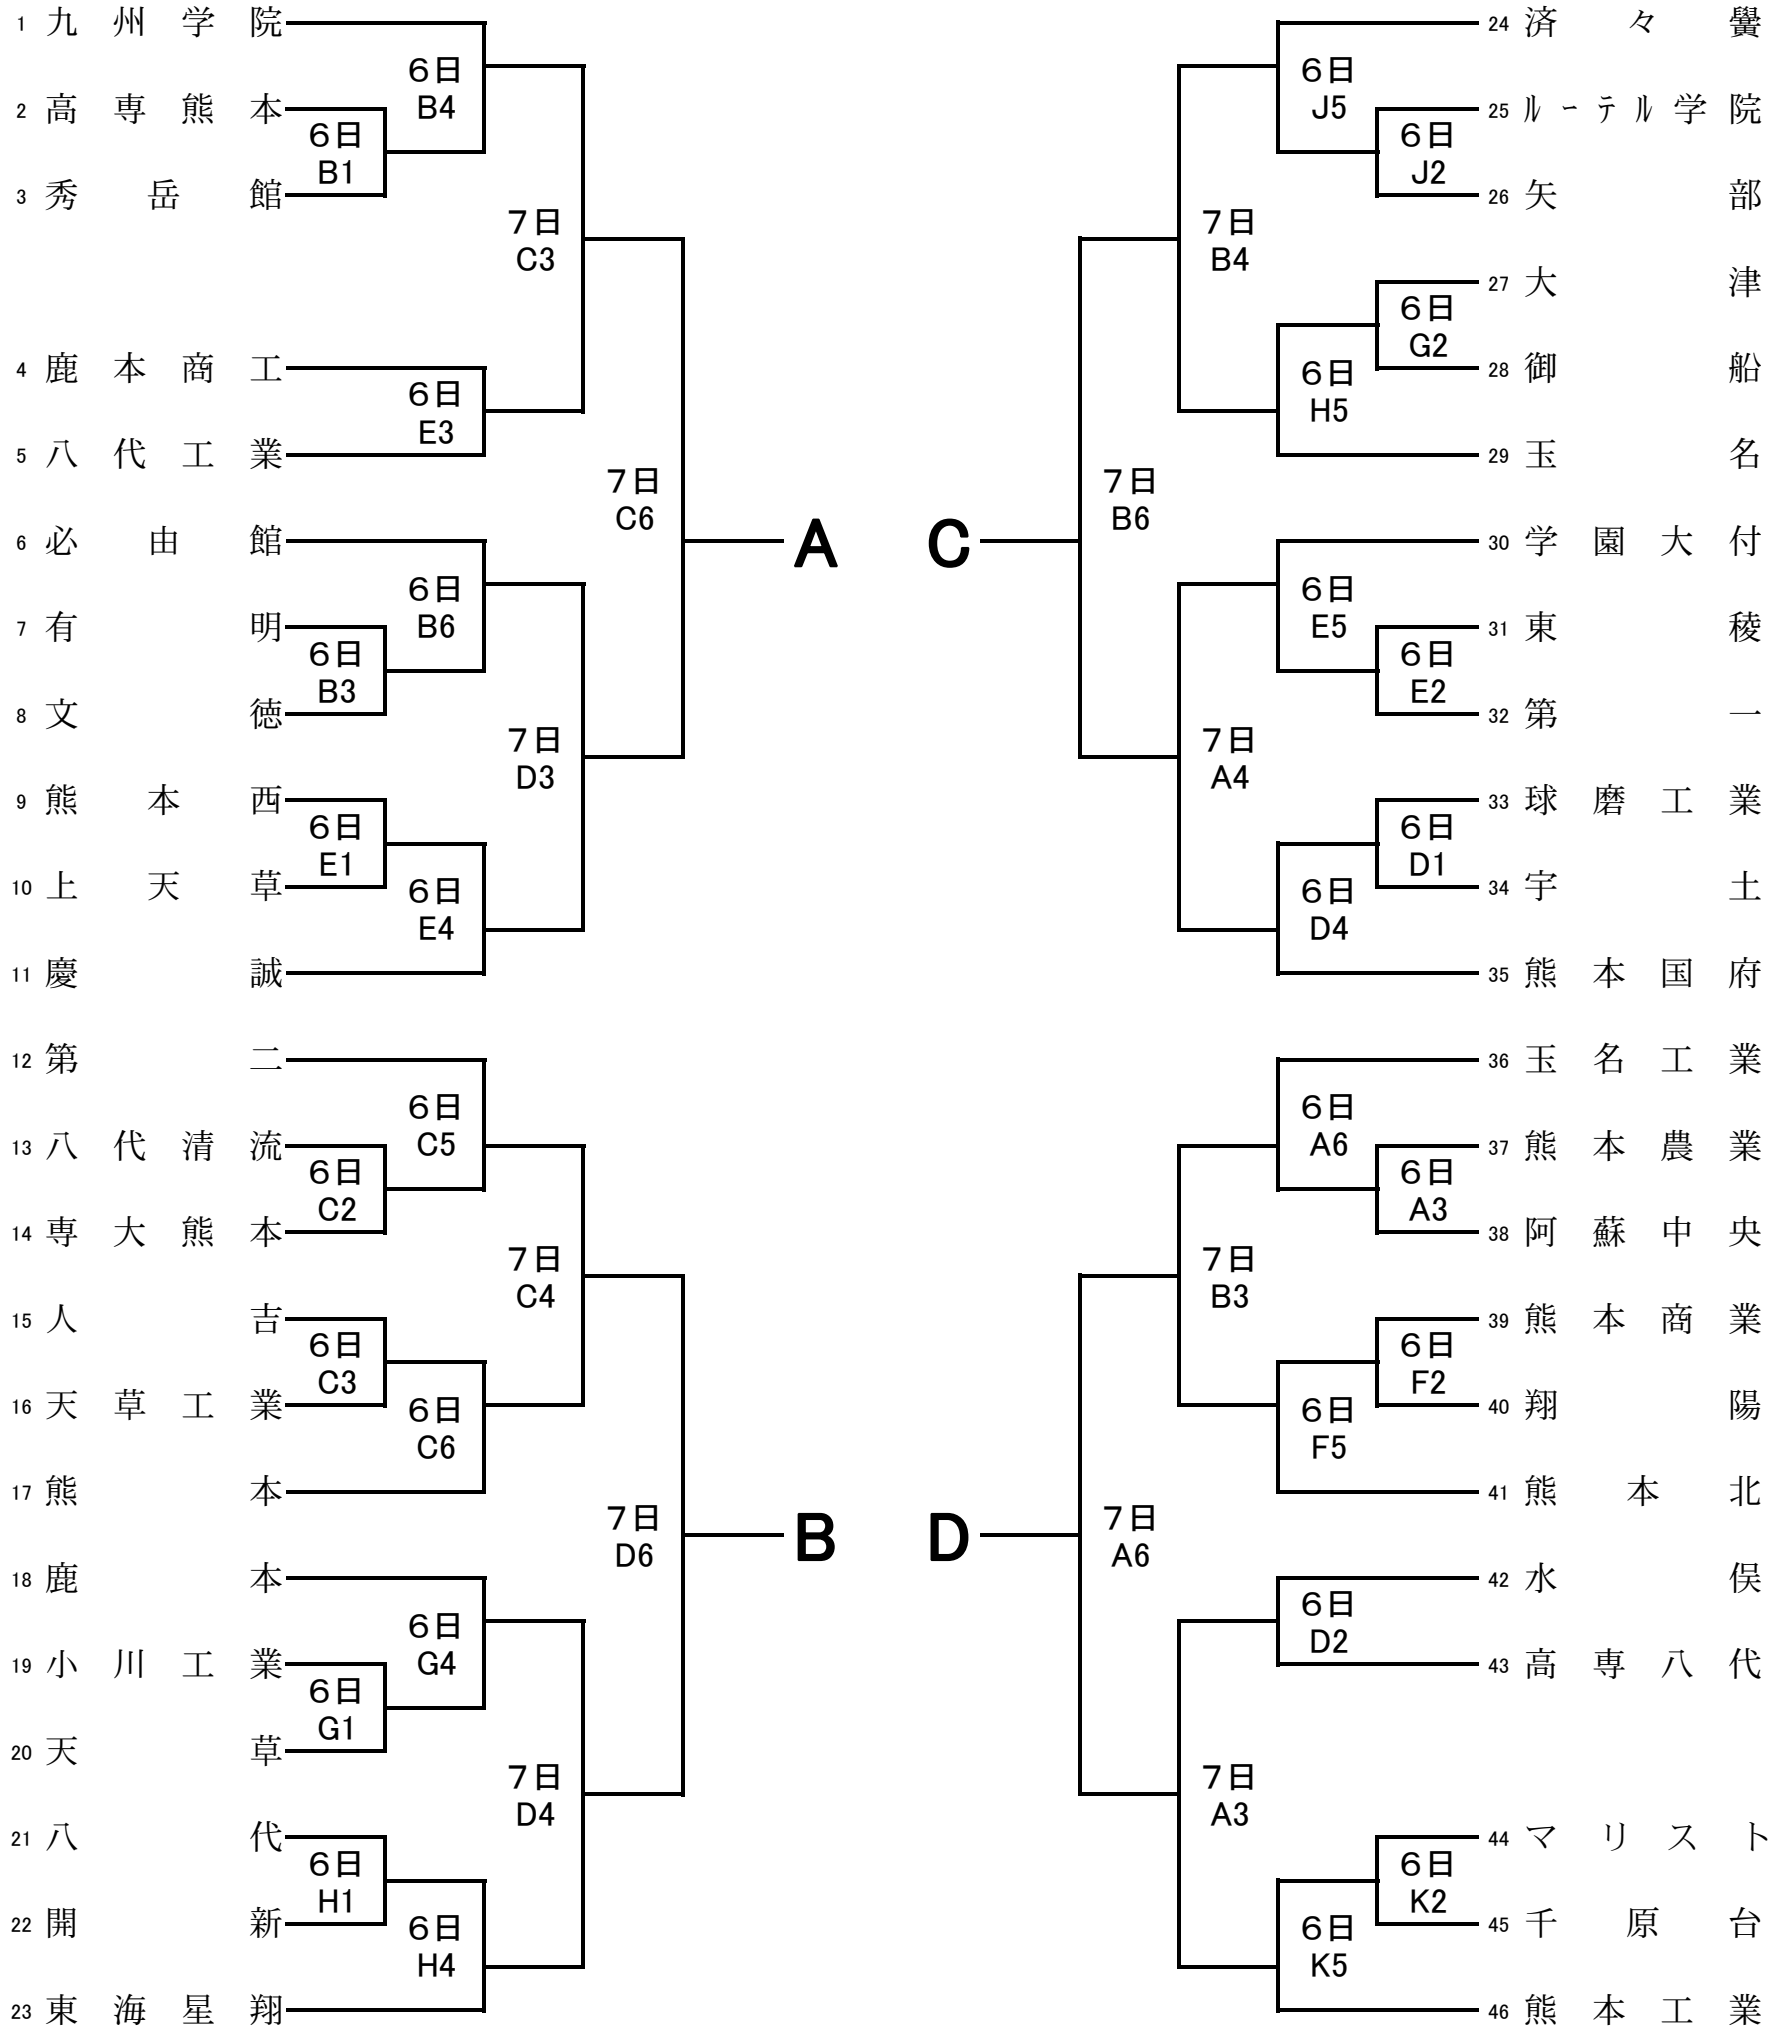 1 九州学院
6日
B4
2 高専熊本
6日
B1
3 秀岳館
7日
C3
4 鹿本商工
6日
E3
5 八代工業
7日
C6
A
6 必由館
6日
B6
7 有明
6日
B3
8 文徳
7日
D3
9 熊本西
6日
E1
10 上天草
6日
E4
11 慶誠
12 第二
6日
C5
13 八代清流
6日
C2
14 専大熊本
7日
C4
15 人吉
6日
C3
16 天草工業
6日
C6
17 熊本
7日
D6
B
18 鹿本
6日
G4
19 小川工業
6日
G1
20 天草
7日
D4
21 八代
6日
H1
22 開新
6日
H4
23 東海星翔
24 済々黌
6日
J5
25 ルーテル学院
6日
J2
26 矢部
7日
B4
27 大津
6日
G2
28 御船
6日
H5
29 玉名
7日
B6
C
30 学園大付
6日
E5
31 東稜
6日
E2
32 第一
7日
A4
33 球磨工業
6日
D1
34 宇土
6日
D4
35 熊本国府
36 玉名工業
6日
A6
37 熊本農業
6日
A3
38 阿蘇中央
7日
B3
39 熊本商業
6日
F2
40 翔陽
6日
F5
41 熊本北
7日
A6
D
42 水俣
6日
D2
43 高専八代
7日
A3
44 マリスト
6日
K2
45 千原台
6日
K5
46 熊本工業